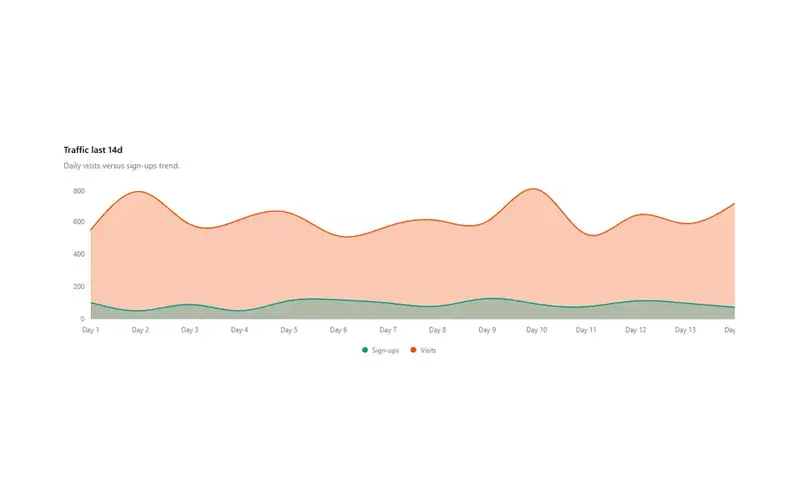 Traffic last 14d
Daily visits versus sign-ups trend.
800
600
400
200
0
Day 1 Day 2 Day 3 Day 4 Day 5 Day 6 Day 7 Day 8 Day 9 Day 10 Day 11 Day 12 Day 13 Day
Sign-ups Visits